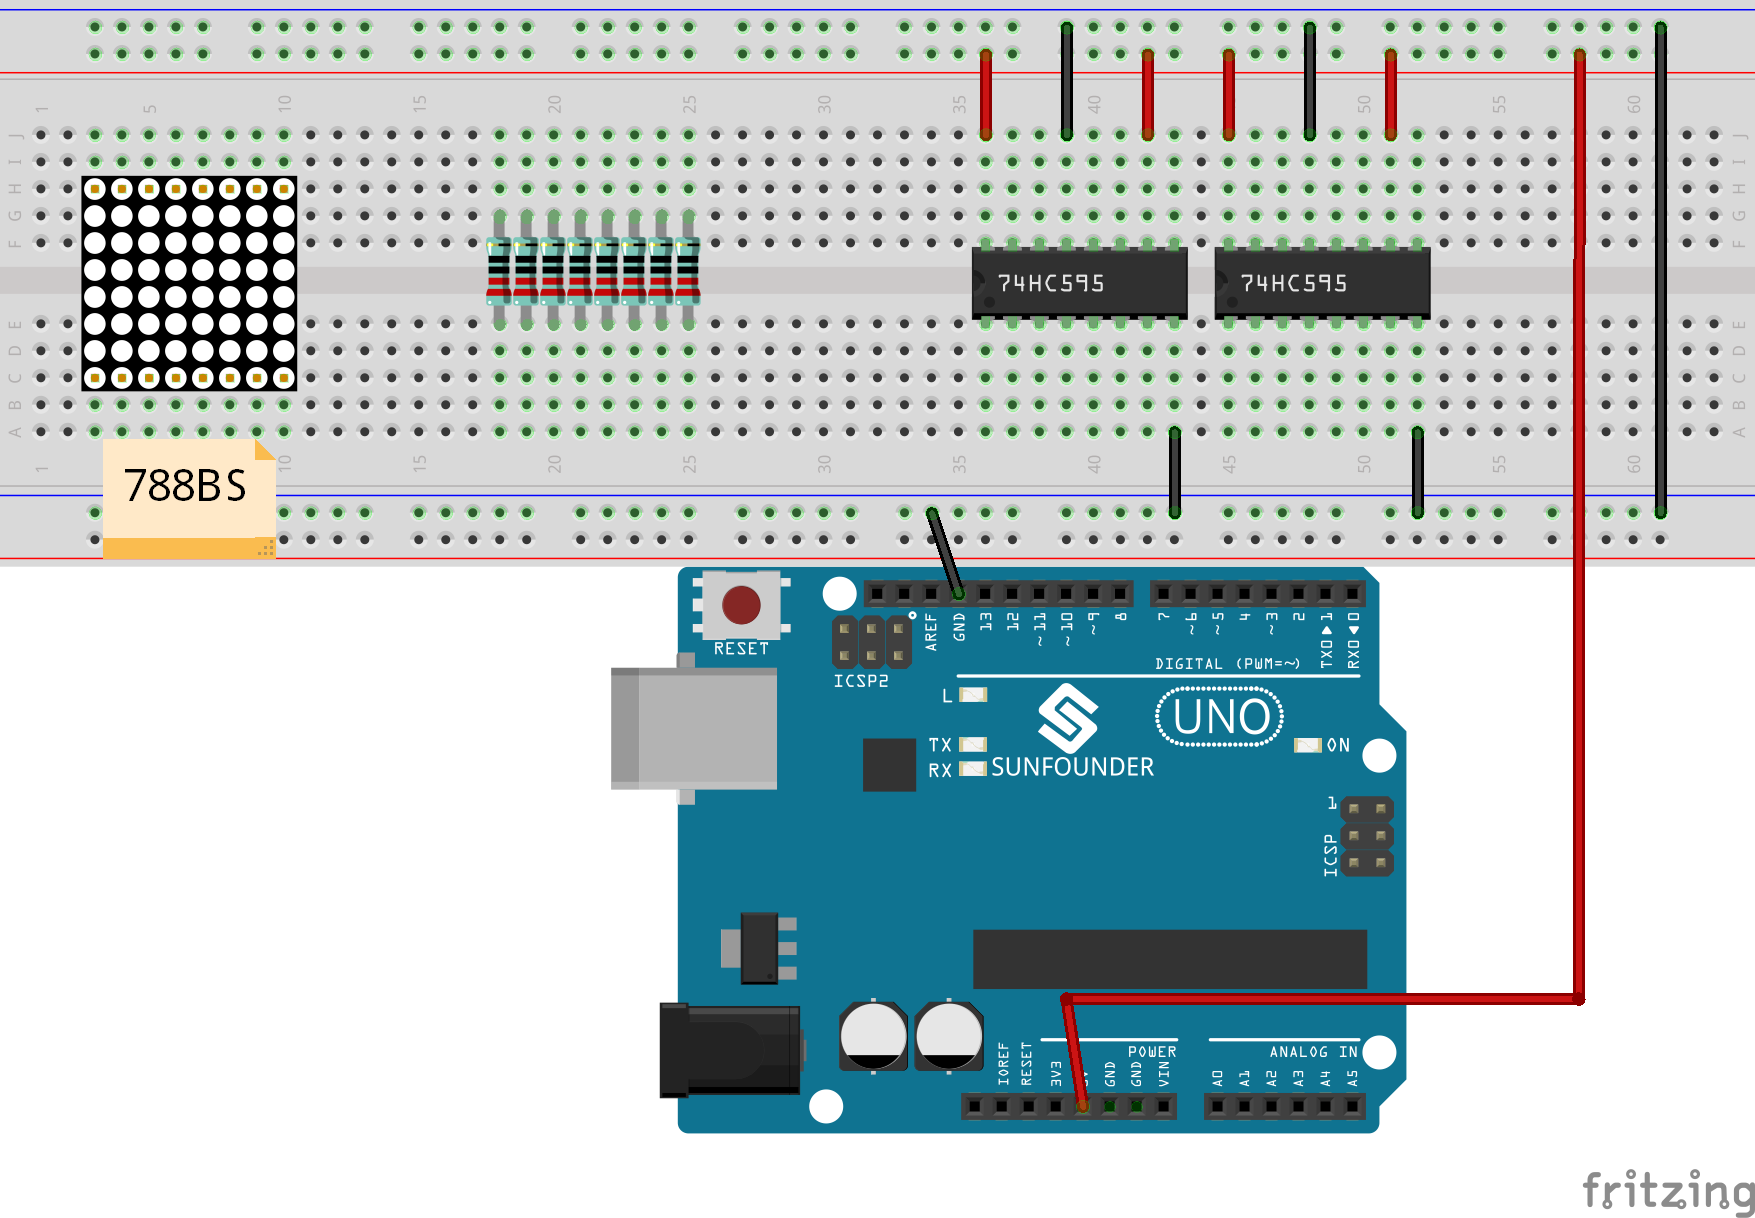 1 5 10 15 20 25 30 35 40 45 50 55 60
J J
I I
H H
G G
F F
74HC595 74HC595
E E
D D
C C
B B
A A
1 10 15 20 25 30 35 40 45 50 55 60
788BS
RESET
ICSP2
AREF GND 13 12 ~11 ~10 ~9 8 7 ~6 ~5 4 ~3 2 TX0▶1 RX0◀0
DIGITAL (PWM=~)
L
TX
RX
SUNFOUNDER
UNO
ON
1
ICSP
POWER
ANALOG IN
IOREF RESET 3V3 GND GND VIN A0 A1 A2 A3 A4 A5
fritzing